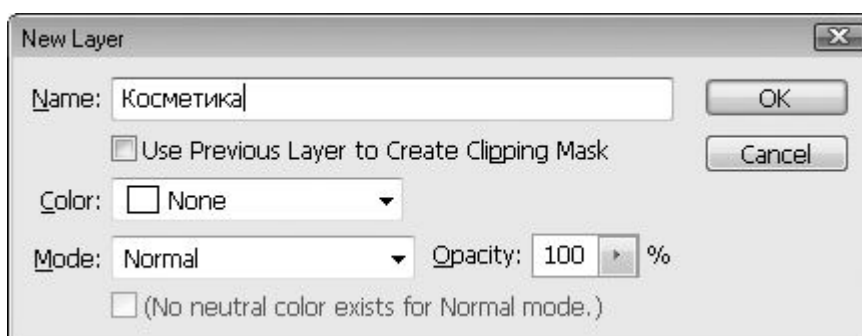 New Layer
Name: Косметика OK
Use Previous Layer to Create Clipping Mask Cancel
Color: None
Mode: Normal Opacity: 100 %
(No neutral color exists for Normal mode.)